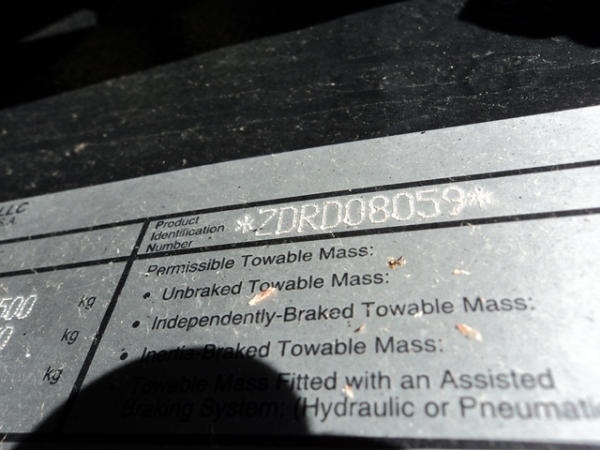 LLC
S.A.
Product
Identification
Number
*ZDRD08059*
Permissible Towable Mass:
500 kg
• Unbraked Towable Mass:
0 kg
• Independently-Braked Towable Mass:
kg
• Inertia-Braked Towable Mass:
• Towable Mass Fitted with an Assisted
Braking System: (Hydraulic or Pneumati